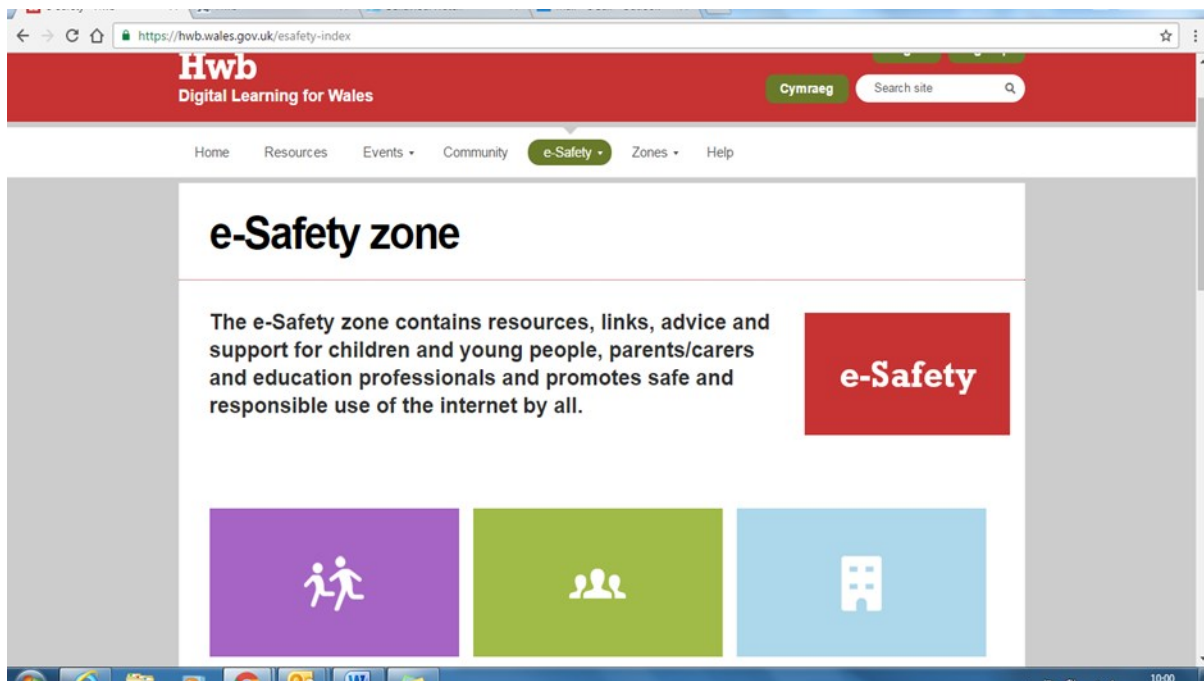 https://hwb.wales.gov.uk/esafety-index
Hwb
Digital Learning for Wales
Cymraeg
Search site
Home Resources Events Community e-Safety Zones Help
e-Safety zone
The e-Safety zone contains resources, links, advice and
support for children and young people, parents/carers
and education professionals and promotes safe and
responsible use of the internet by all.
e-Safety
10:00